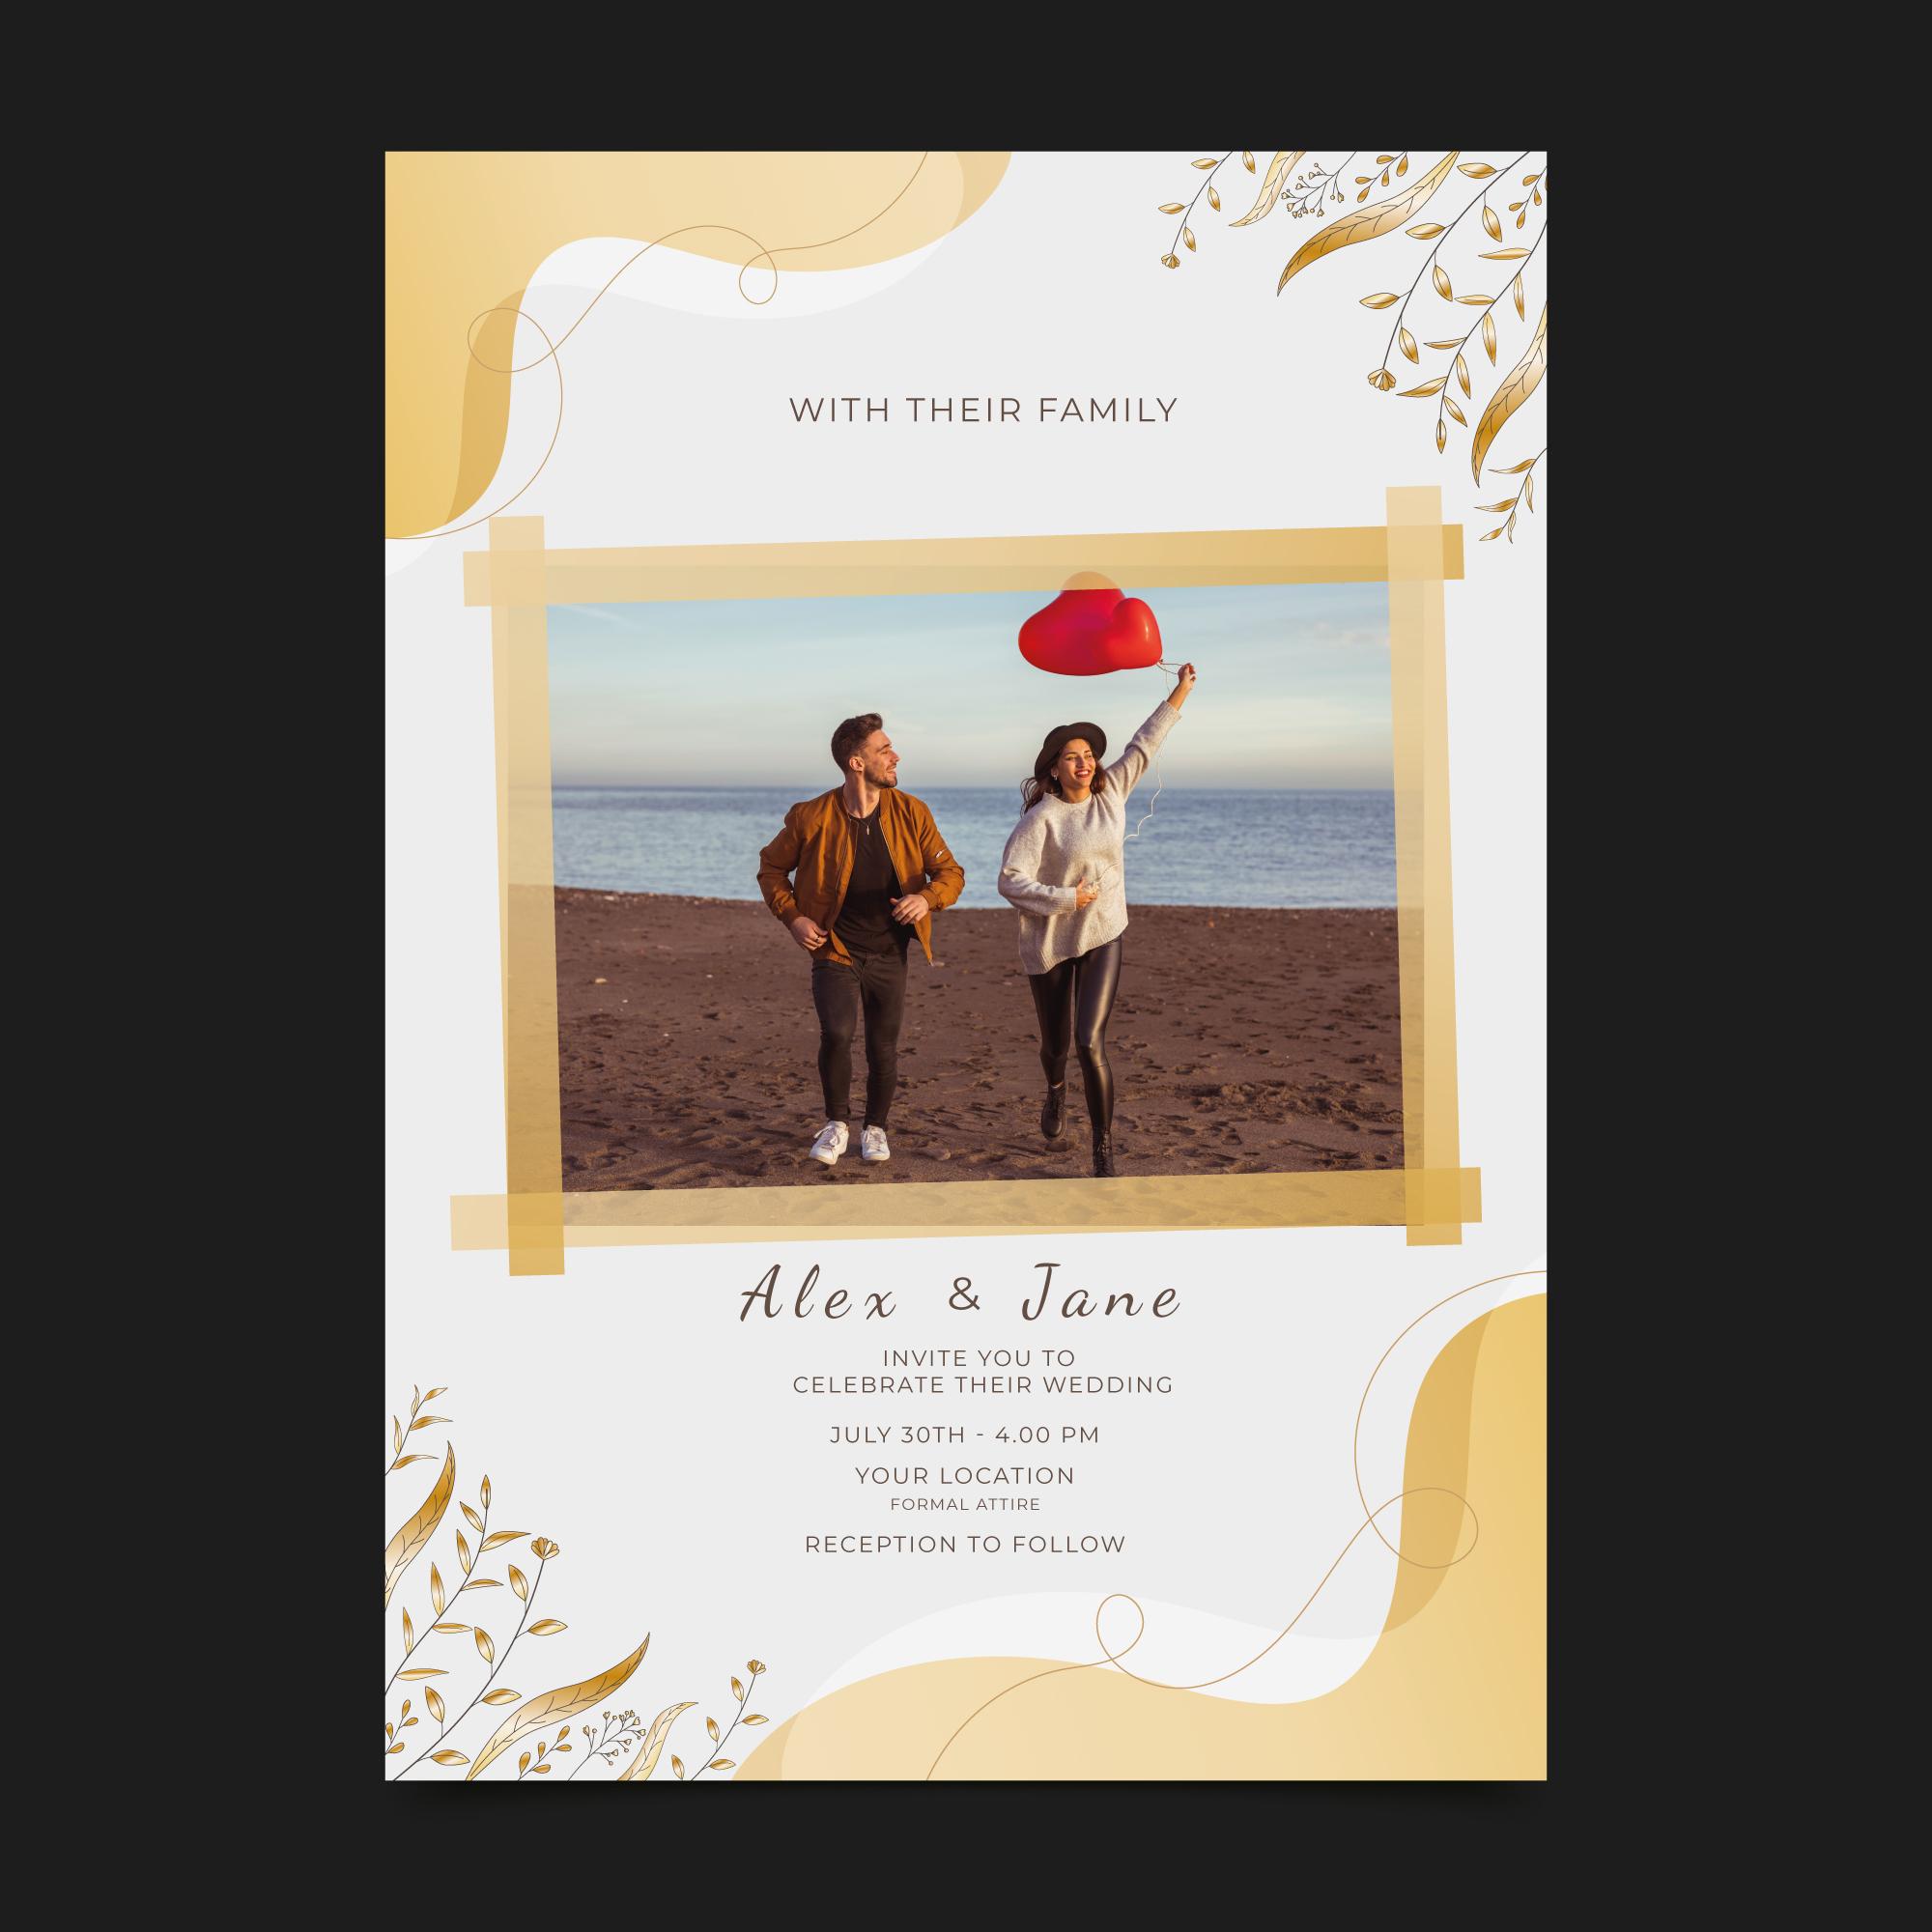 WITH THEIR FAMILY
Alex & Jane
INVITE YOU TO
CELEBRATE THEIR WEDDING
JULY 30TH - 4.00 PM
YOUR LOCATION
FORMAL ATTIRE
RECEPTION TO FOLLOW